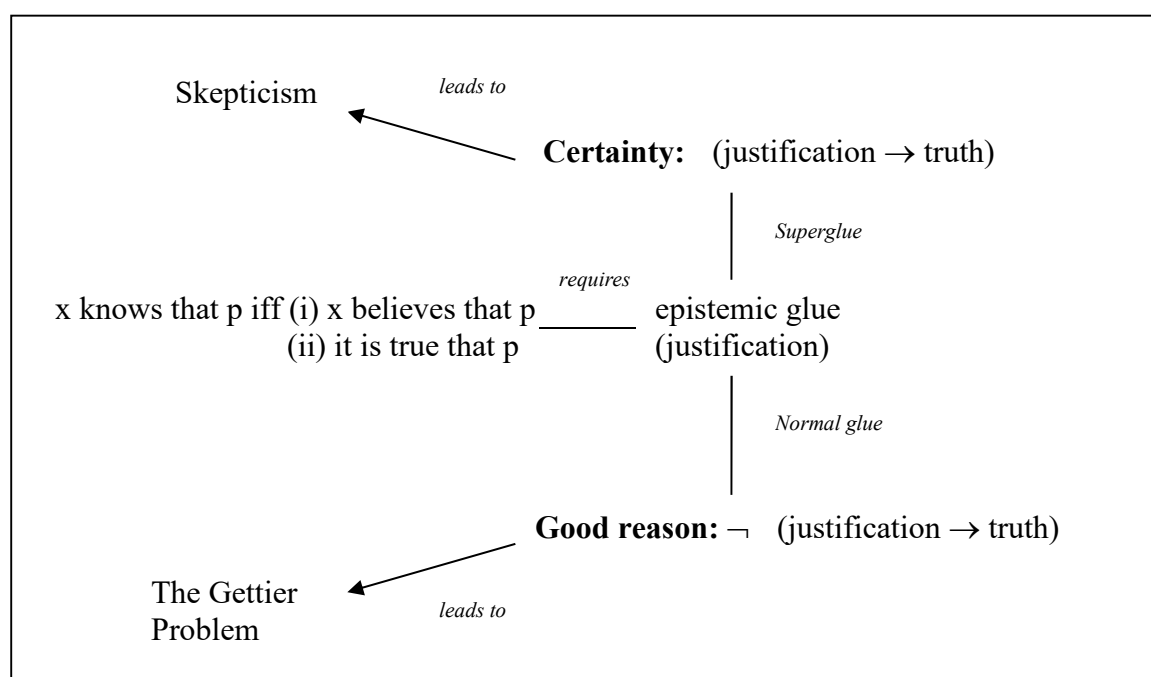 Skepticism
leads to
Certainty: (justification → truth)
Superglue
requires
x knows that p iff (i) x believes that p
epistemic glue
(ii) it is true that p
(justification)
Normal glue
Good reason: ¬ (justification → truth)
The Gettier
Problem
leads to